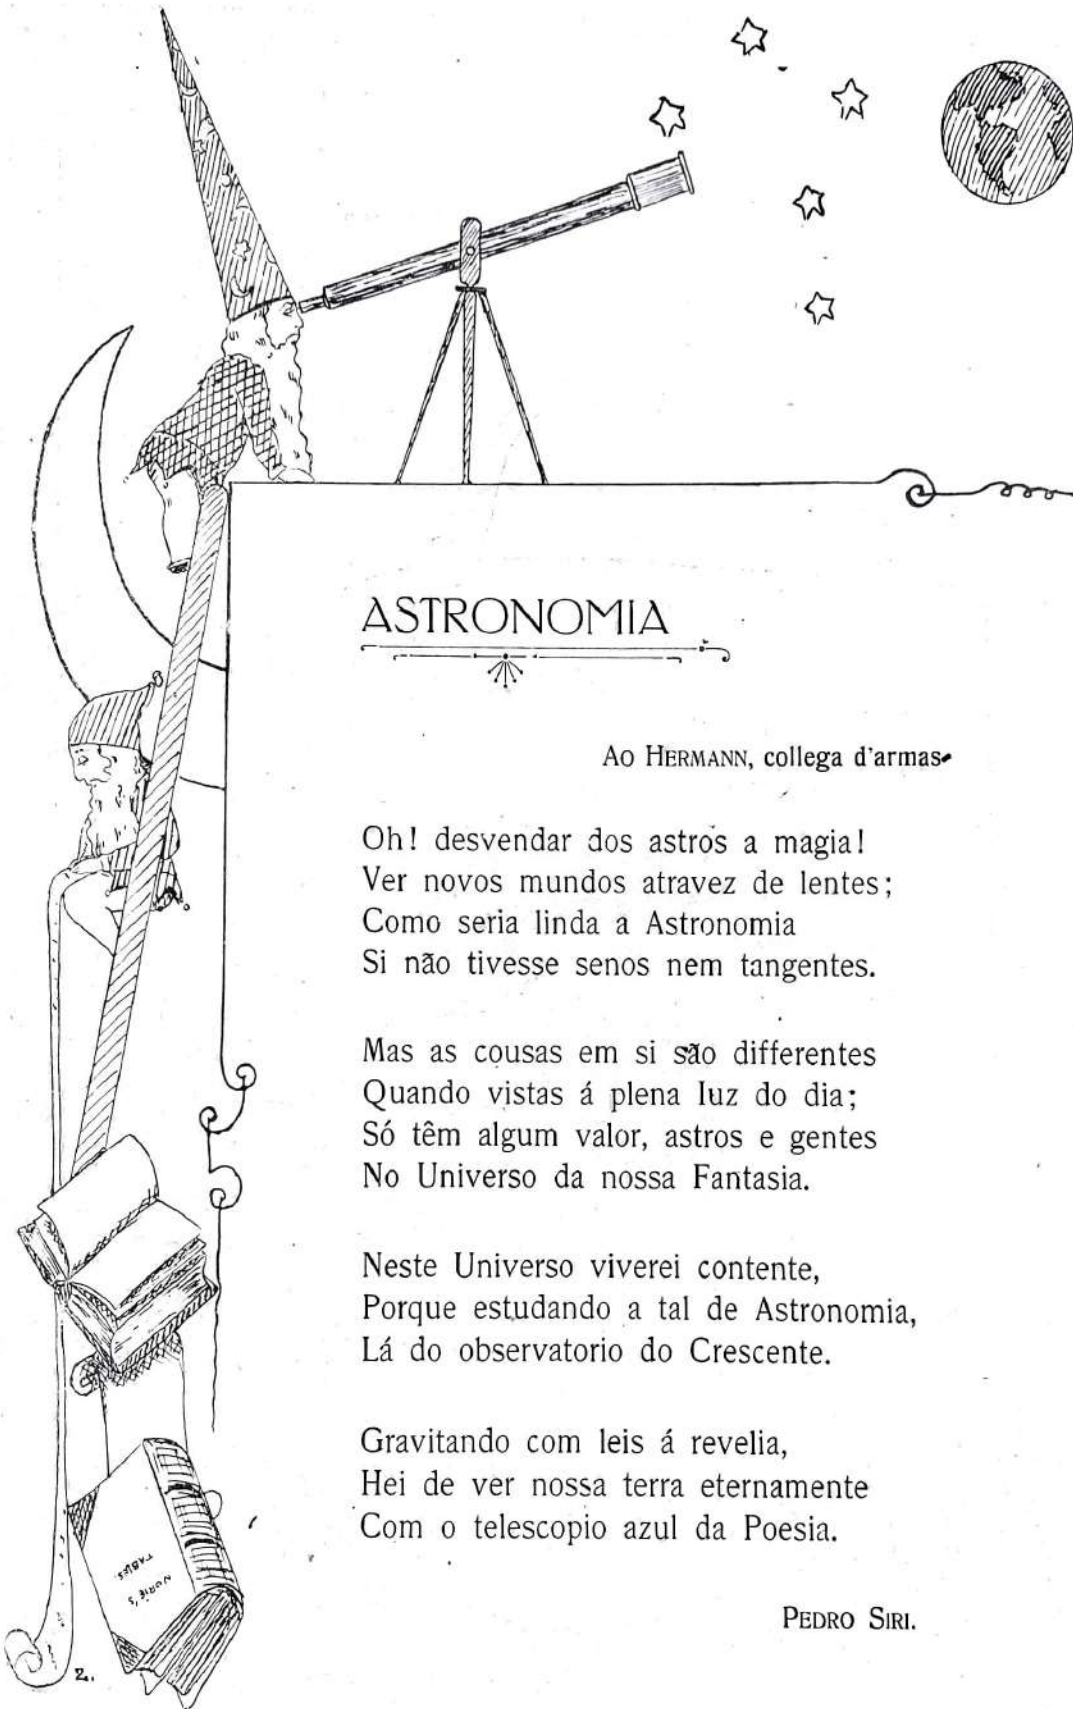 ASTRONOMIA
Ao HERMANN, collega d'armas
Oh! desvendar dos astros a magia!
Ver novos mundos atravez de lentes;
Como seria linda a Astronomia
Si não tivesse senos nem tangentes.
Mas as cousas em si são differentes
Quando vistas á plena luz do dia;
Só têm algum valor, astros e gentes
No Universo da nossa Fantasia.
Neste Universo viverei contente,
Porque estudando a tal de Astronomia,
Lá do observatorio do Crescente.
Gravitando com leis á revelia,
Hei de ver nossa terra eternamente
Com o telescopio azul da Poesia.
PEDRO SIRI.
NORIE'S
TABLES
2.